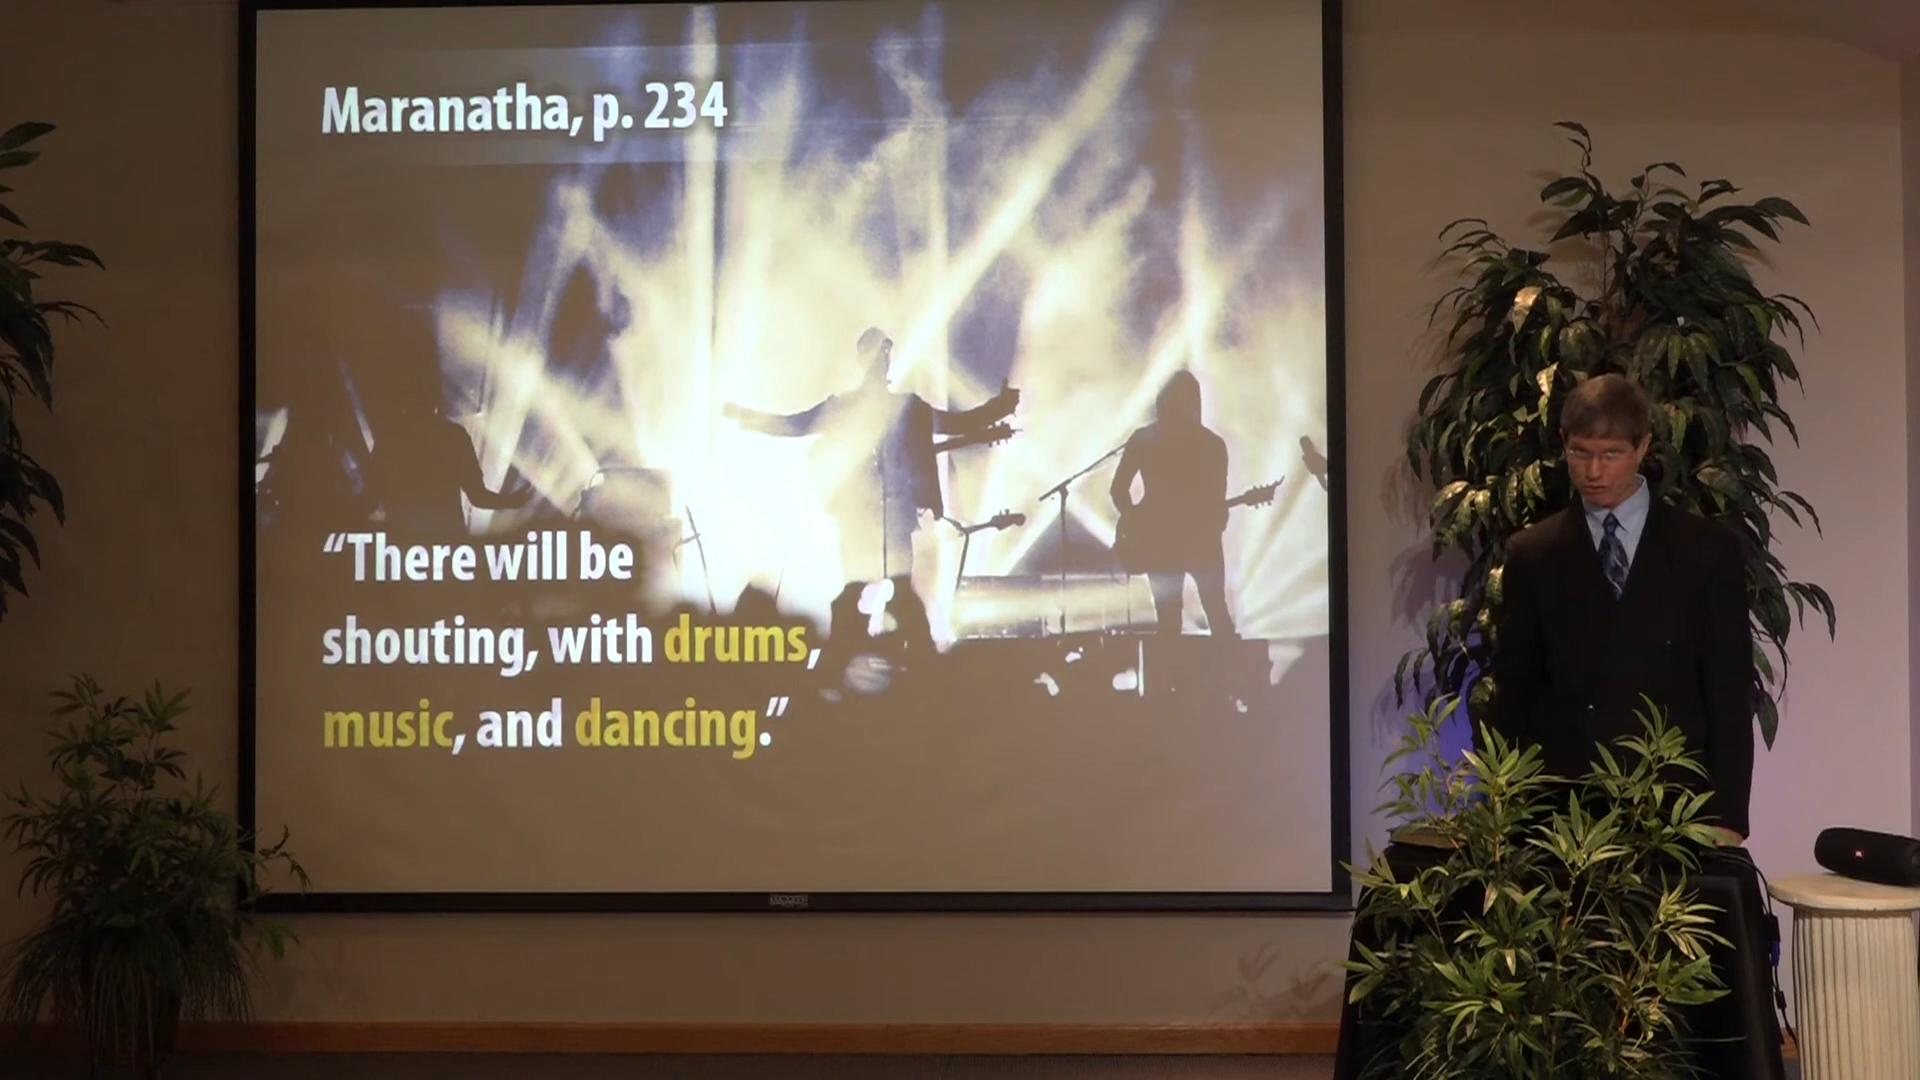 Maranatha, p. 234
“There will be
shouting, with drums,
music, and dancing.”